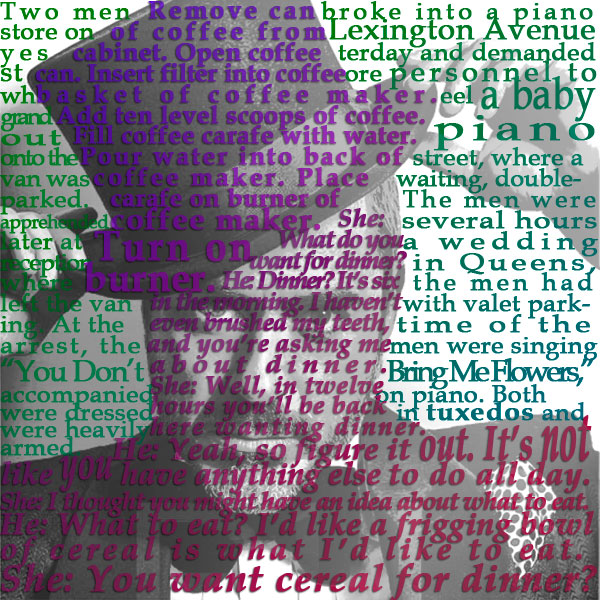 Two men Remove can broke into a piano
store on of coffee from Lexington Avenue
yes cabinet. Open coffee terday and demanded
st can. Insert filter into coffee ore personnel to
wh basket of coffee maker. eel a baby
grand Add ten level scoops of coffee.
out Fill coffee carafe with water. piano
onto the Pour water into back of street, where a
van was coffee maker. Place waiting, double-
parked. carafe on burner of The men were
apprehended coffee maker. She: several hours
later at Turn on What do you a wedding
reception want for dinner? in Queens,
where burner. He: Dinner? It's six the men had
left the van in the morning. I haven't with valet park-
ing. At the even brushed my teeth, time of the
arrest, the and you're asking me men were singing
"You Don't about dinner. Bring Me Flowers,"
accompanied She: Well, in twelve on piano. Both
were dressed hours you'll be back in tuxedos and
were heavily here wanting dinner.
armed He: Yeah, so figure it out. It's not
like you have anything else to do all day.
She: I thought you might have an idea about what to eat.
He: What to eat? I'd like a frigging bowl
of cereal is what I'd like to eat.
She: You want cereal for dinner?